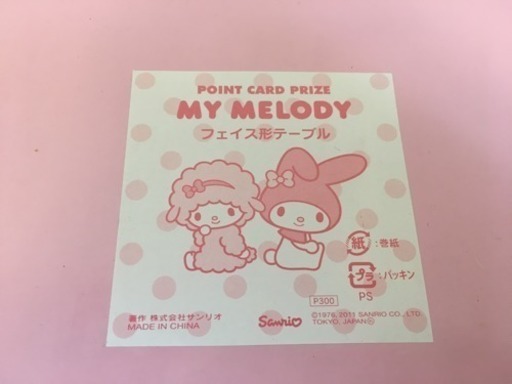 POINT CARD PRIZE
MY MELODY
フェイス形テーブル
紙 :巻紙
プラ :パッキン
PS
P300
著作 株式会社サンリオ
MADE IN CHINA
Sanrio
©1976, 2011 SANRIO CO., LTD.
TOKYO, JAPAN Ⓗ